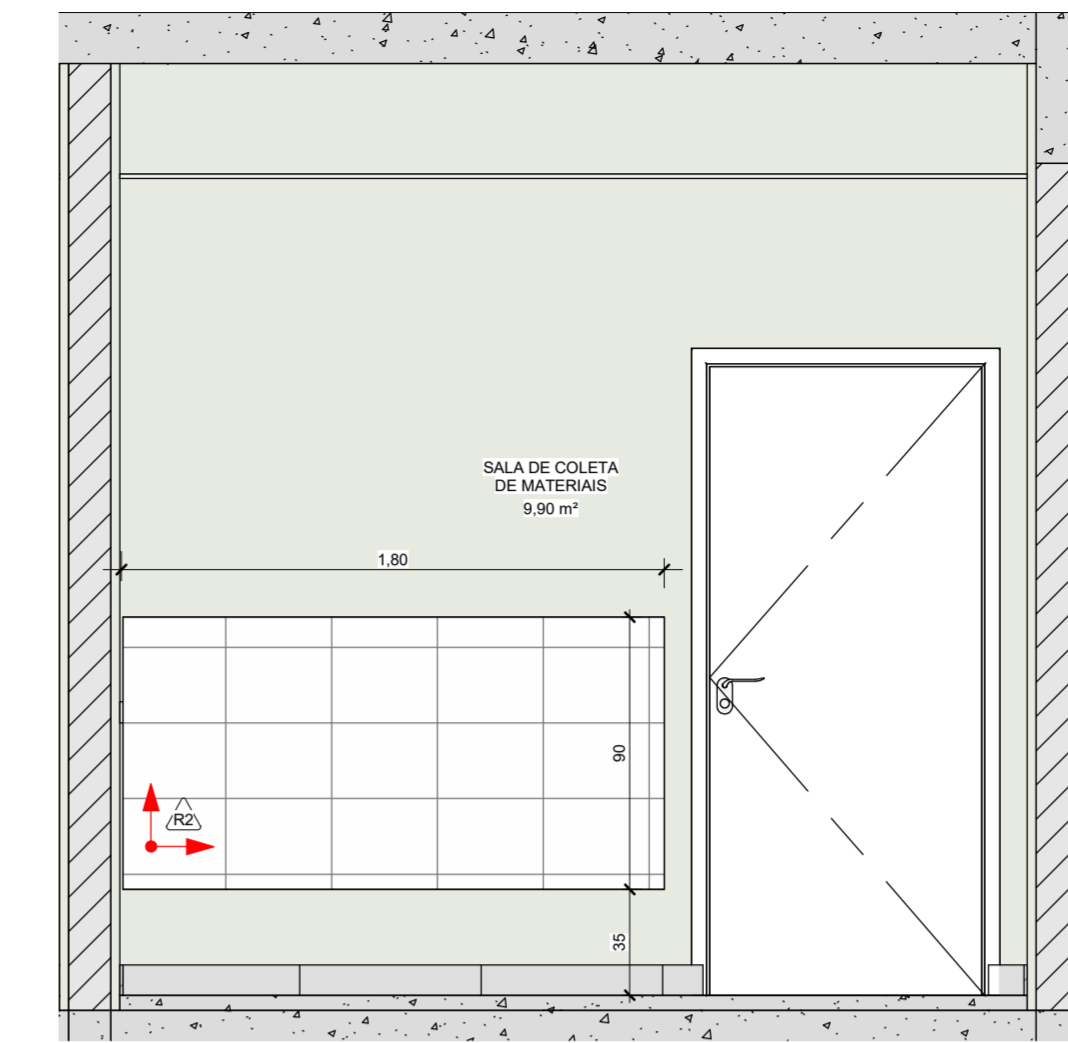 SALA DE COLETA
DE MATERIAIS
9,90 m²
1,80
90
R2
35